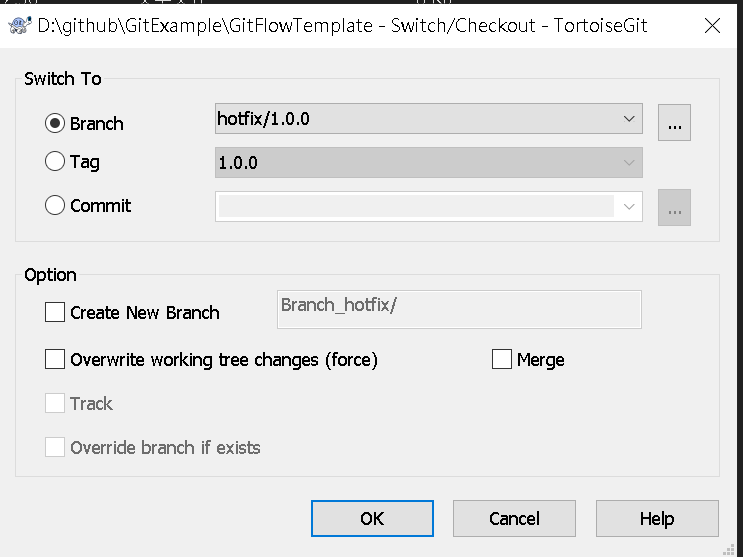 D:\github\GitExample\GitFlowTemplate - Switch/Checkout - TortoiseGit
Switch To
Branch hotfix/1.0.0 ...
Tag 1.0.0
Commit ...
Option
Create New Branch Branch_hotfix/
Overwrite working tree changes (force) Merge
Track
Override branch if exists
OK Cancel Help